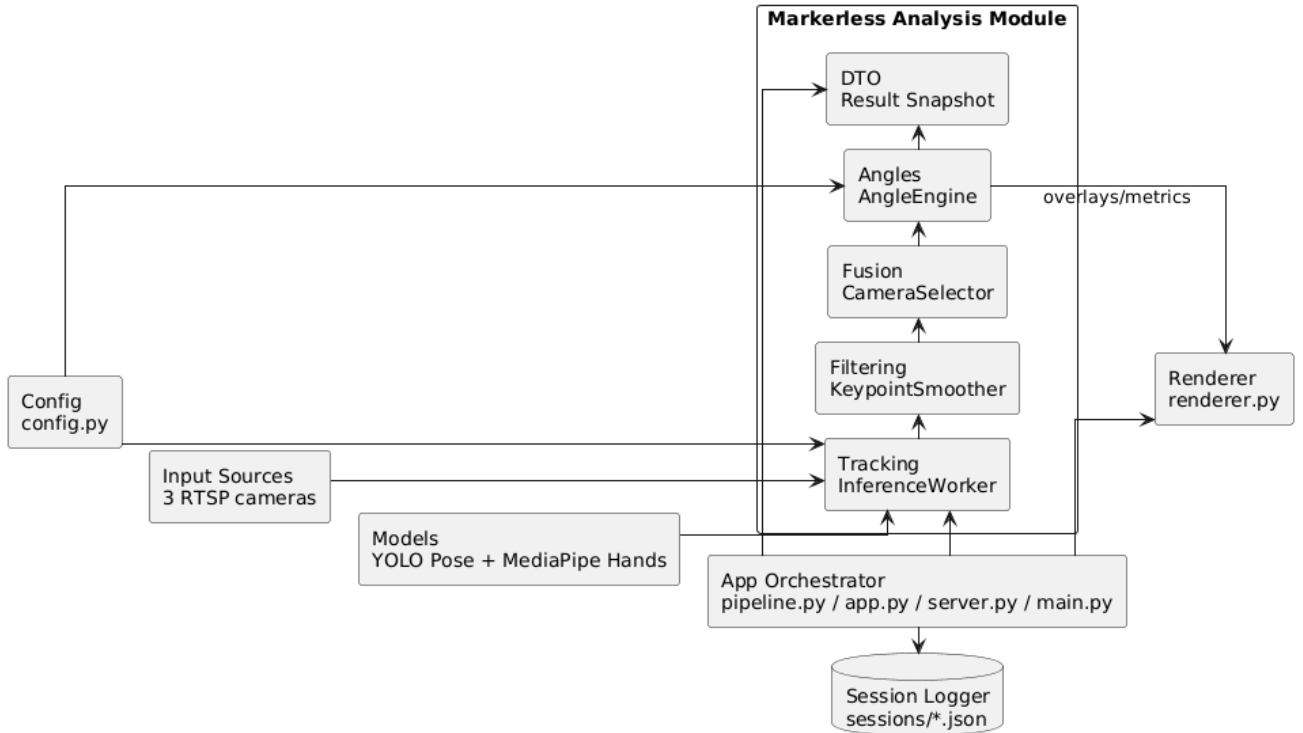 Markerless Analysis Module
DTO
Result Snapshot
Angles
AngleEngine
overlays/metrics
Fusion
CameraSelector
Filtering
KeypointSmoother
Renderer
renderer.py
Config
config.py
Tracking
InferenceWorker
Input Sources
3 RTSP cameras
Models
YOLO Pose + MediaPipe Hands
App Orchestrator
pipeline.py / app.py / server.py / main.py
Session Logger
sessions/*.json